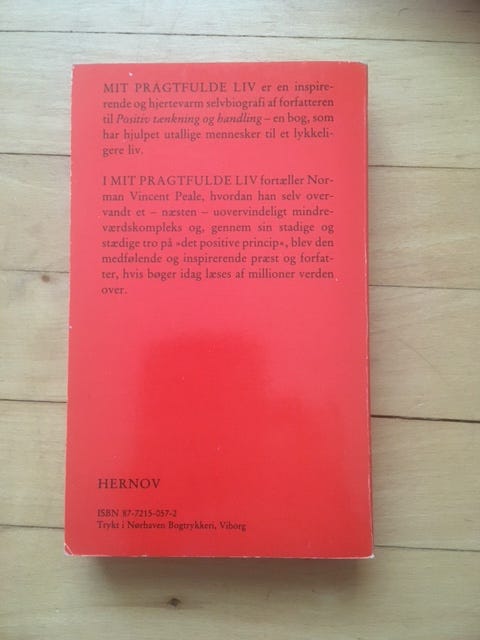 MIT PRAGTFULDE LIV er en inspire-
rende og hjertevarm selvbiografi af forfatteren
til Positiv tænkning og handling – en bog, som
har hjulpet utallige mennesker til et lykkeli-
gere liv.
I MIT PRAGTFULDE LIV fortæller Nor-
man Vincent Peale, hvordan han selv over-
vandt et – næsten – uovervindeligt mindre-
værdskompleks og, gennem sin stadige og
stædige tro på »det positive princip«, blev den
medfølende og inspirerende præst og forfat-
ter, hvis bøger idag læses af millioner verden
over.
HERNOV
ISBN 87-7215-057-2
Trykt i Nørhaven Bogtrykkeri, Viborg